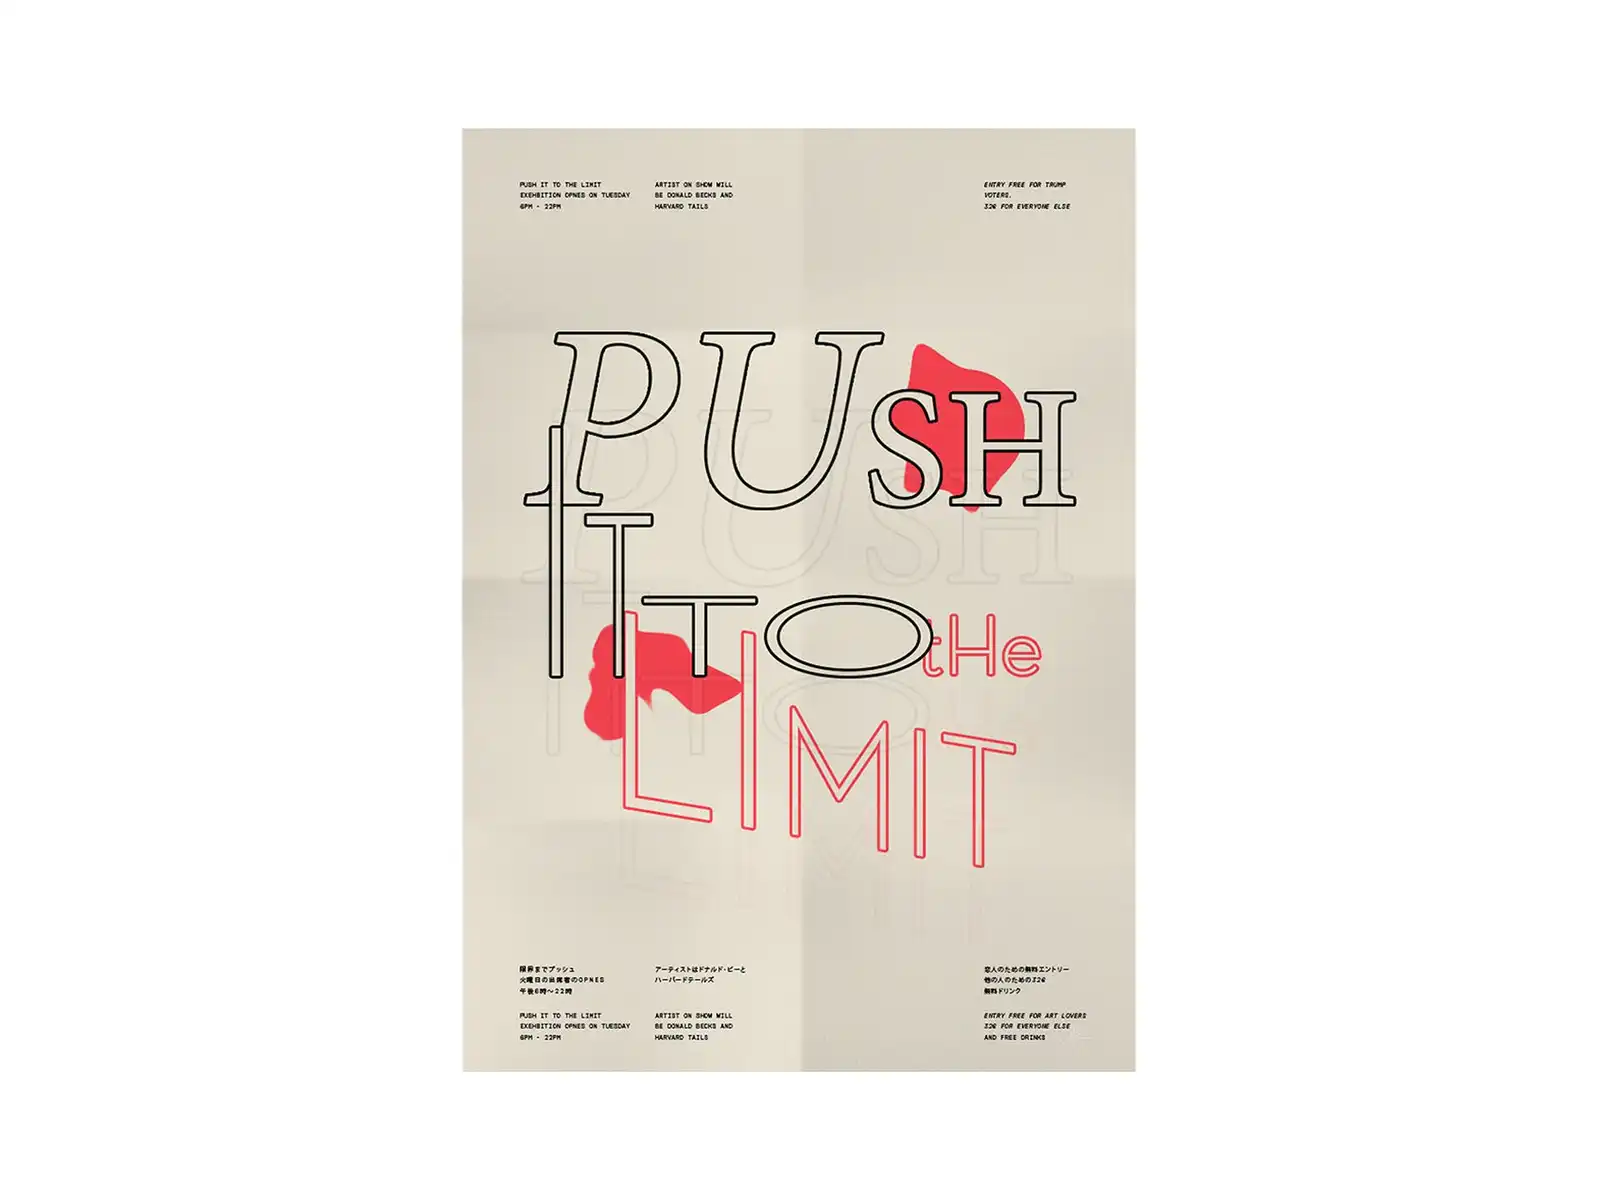 PUSH IT TO THE LIMIT
EXEHBITION OPNES ON TUESDAY
6PM - 22PM
ARTIST ON SHOW WILL
BE DONALD BECKS AND
HARVARD TAILS
ENTRY FREE FOR TRUMP
VOTERS.
32€ FOR EVERYONE ELSE
PUSH
IT TO tHe
LIMIT
限界までプッシュ
火曜日の出席者のOPNES
午後6時〜22時
アーティストはドナルド・ビーと
ハーバードテールズ
恋人のための無料エントリー
他の人のための32€
無料ドリンク
PUSH IT TO THE LIMIT
EXEHBITION OPNES ON TUESDAY
6PM - 22PM
ARTIST ON SHOW WILL
BE DONALD BECKS AND
HARVARD TAILS
ENTRY FREE FOR ART LOVERS
32€ FOR EVERYONE ELSE
AND FREE DRINKS